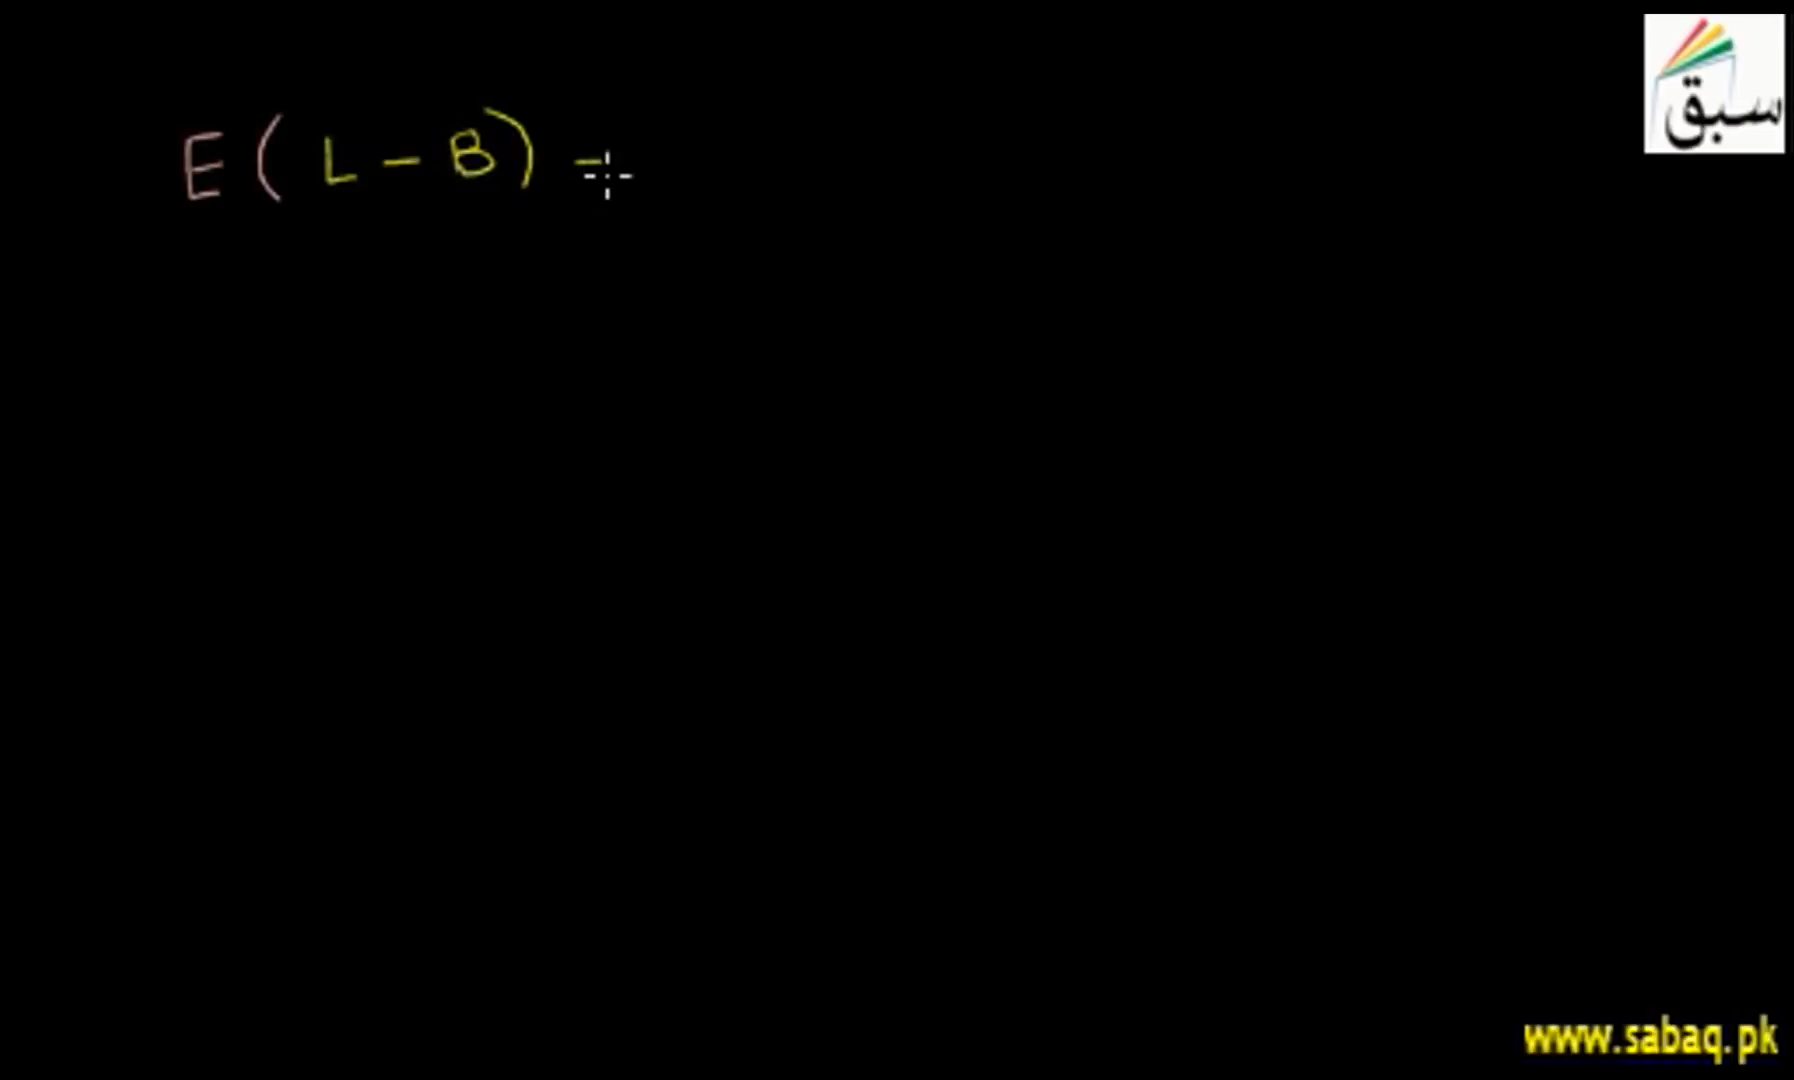 سبق
E ( L - B ) =
www.sabaq.pk